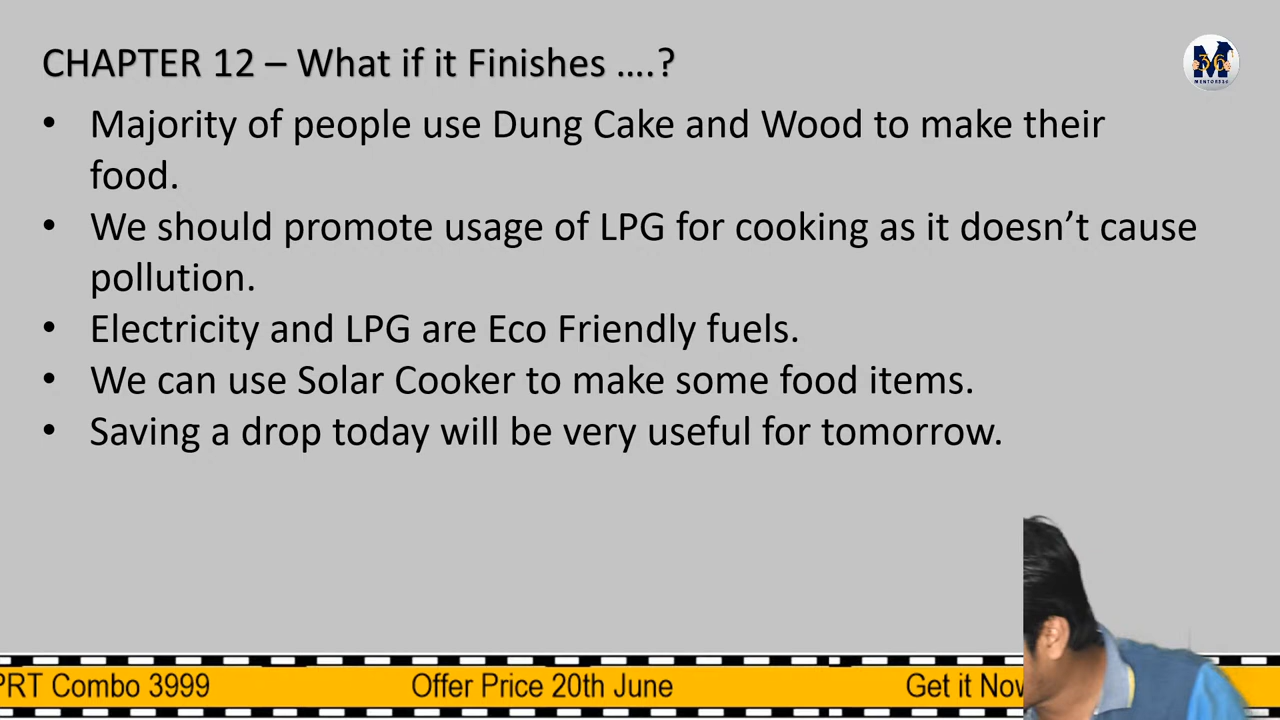 CHAPTER 12 – What if it Finishes ….?
• Majority of people use Dung Cake and Wood to make their
food.
• We should promote usage of LPG for cooking as it doesn’t cause
pollution.
• Electricity and LPG are Eco Friendly fuels.
• We can use Solar Cooker to make some food items.
• Saving a drop today will be very useful for tomorrow.
PRT Combo 3999 Offer Price 20th June Get it Now
M
36